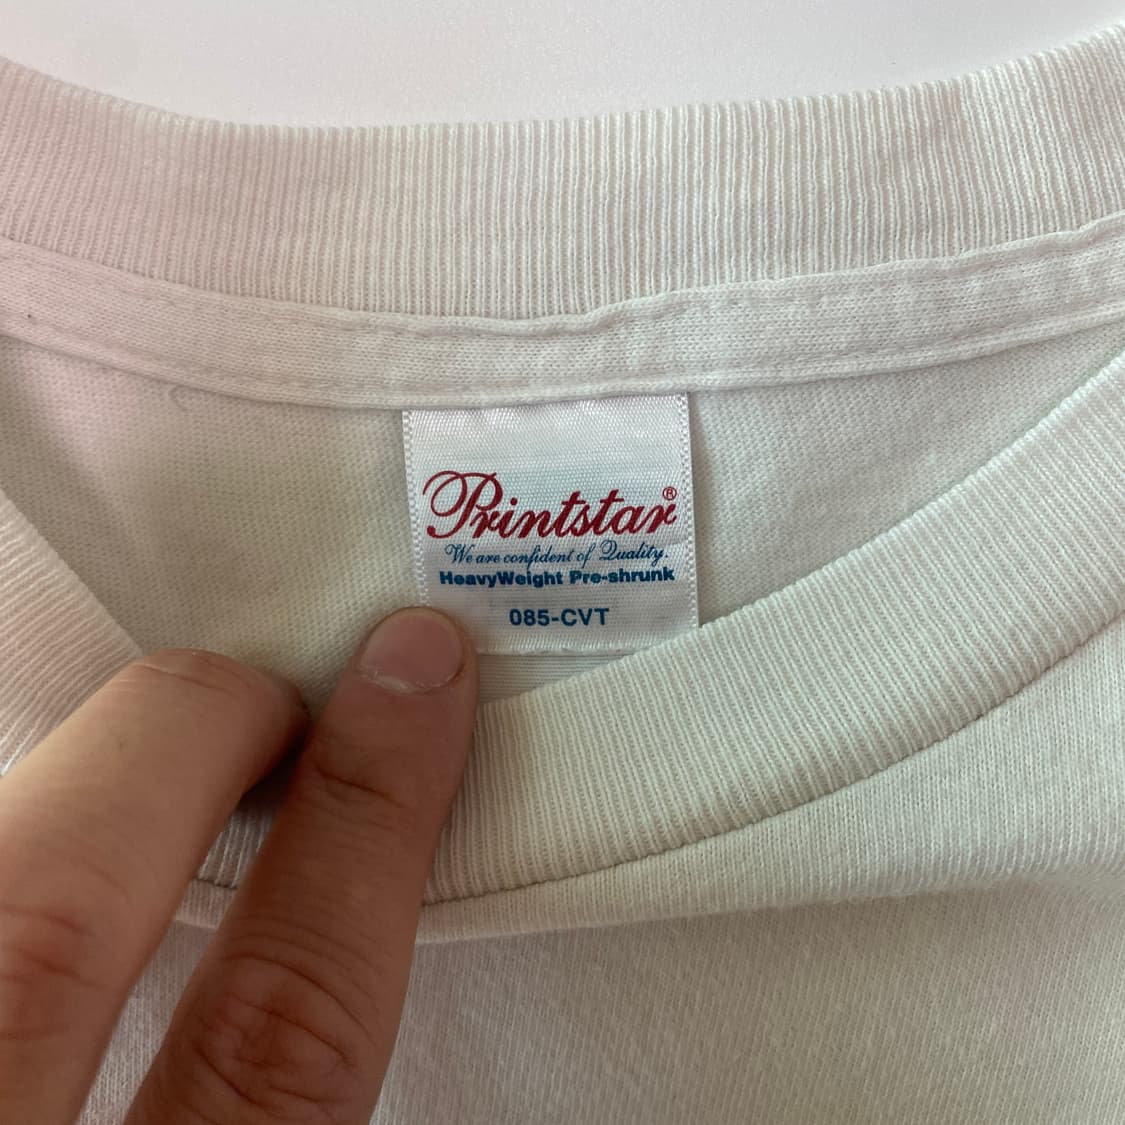 Printstar®
We are confident of Quality.
HeavyWeight Pre-shrunk
085-CVT